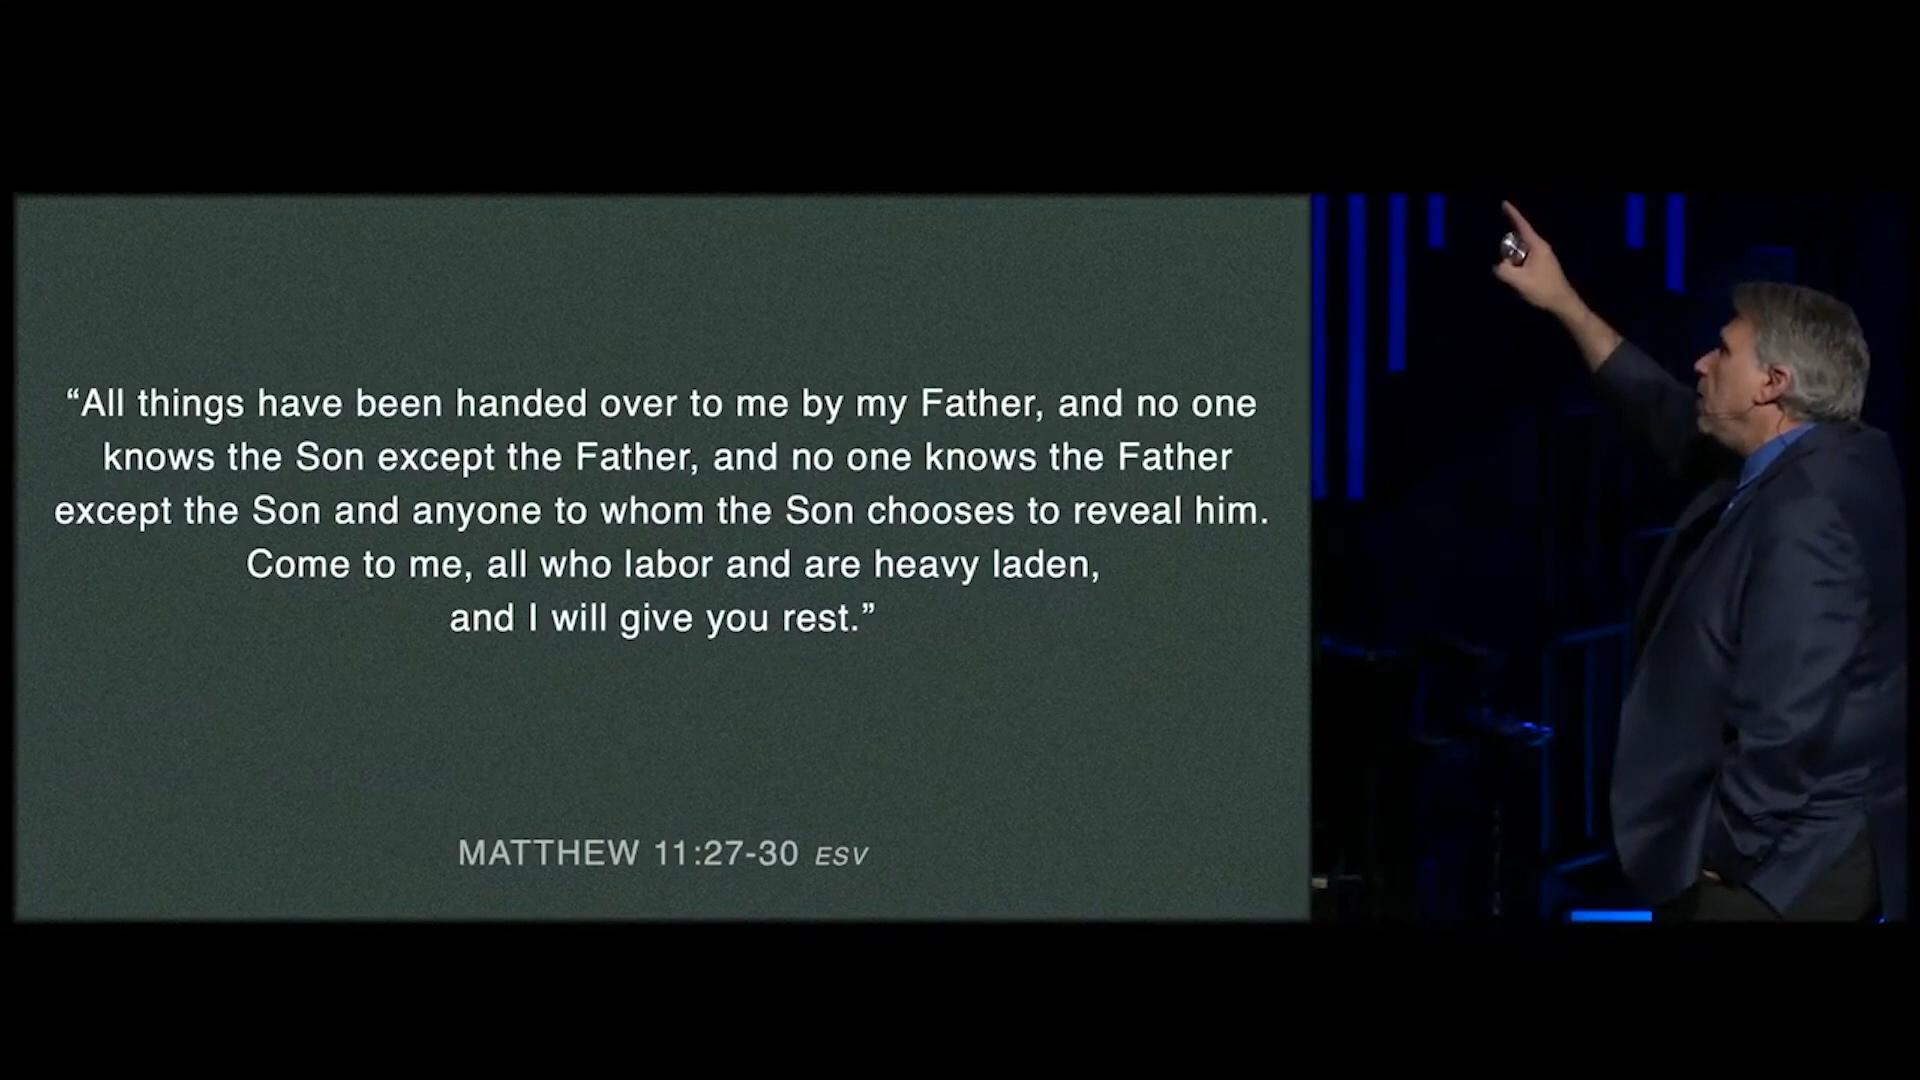 “All things have been handed over to me by my Father, and no one
knows the Son except the Father, and no one knows the Father
except the Son and anyone to whom the Son chooses to reveal him.
Come to me, all who labor and are heavy laden,
and I will give you rest.”
MATTHEW 11:27-30 ESV